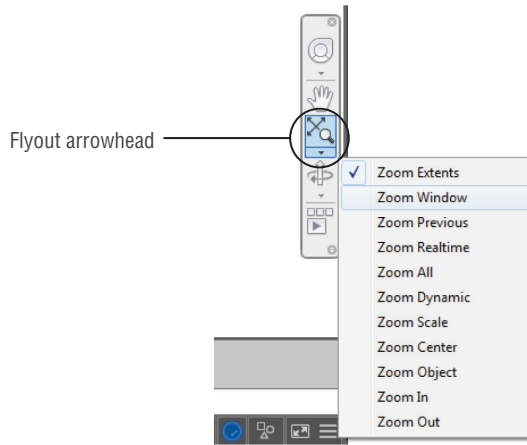 Flyout arrowhead
Zoom Extents
Zoom Window
Zoom Previous
Zoom Realtime
Zoom All
Zoom Dynamic
Zoom Scale
Zoom Center
Zoom Object
Zoom In
Zoom Out